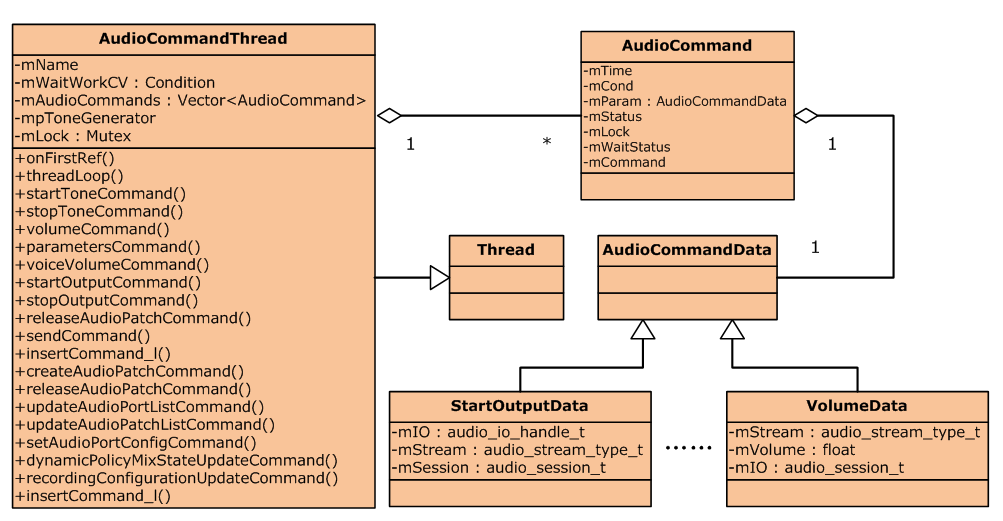 AudioCommandThread
-mName
-mWaitWorkCV : Condition
-mAudioCommands : Vector<AudioCommand>
-mpToneGenerator
-mLock : Mutex
+onFirstRef()
+threadLoop()
+startToneCommand()
+stopToneCommand()
+volumeCommand()
+parametersCommand()
+voiceVolumeCommand()
+startOutputCommand()
+stopOutputCommand()
+releaseAudioPatchCommand()
+sendCommand()
+insertCommand_l()
+createAudioPatchCommand()
+releaseAudioPatchCommand()
+updateAudioPortListCommand()
+updateAudioPatchListCommand()
+setAudioPortConfigCommand()
+dynamicPolicyMixStateUpdateCommand()
+recordingConfigurationUpdateCommand()
+insertCommand_l()
1
*
AudioCommand
-mTime
-mCond
-mParam : AudioCommandData
-mStatus
-mLock
-mWaitStatus
-mCommand
1
1
Thread
AudioCommandData
StartOutputData
-mIO : audio_io_handle_t
-mStream : audio_stream_type_t
-mSession : audio_session_t
......
VolumeData
-mStream : audio_stream_type_t
-mVolume : float
-mIO : audio_session_t